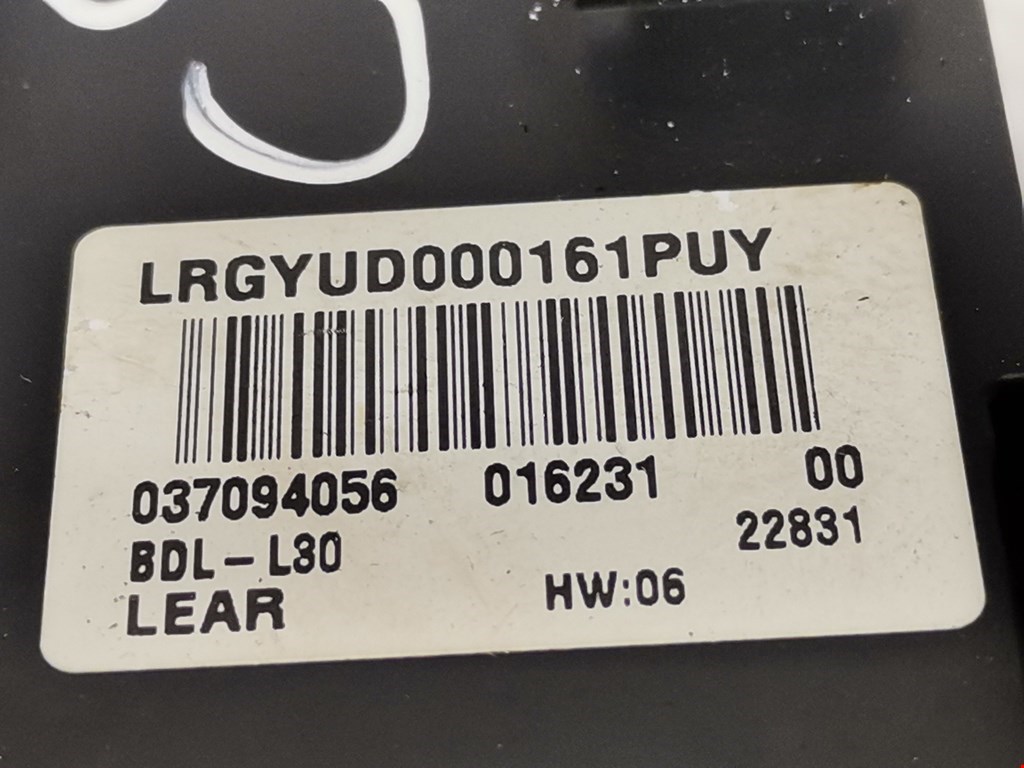 LRGYUD000161PUY
037094056 016231 00
22831
BDL-L30
HW:06
LEAR